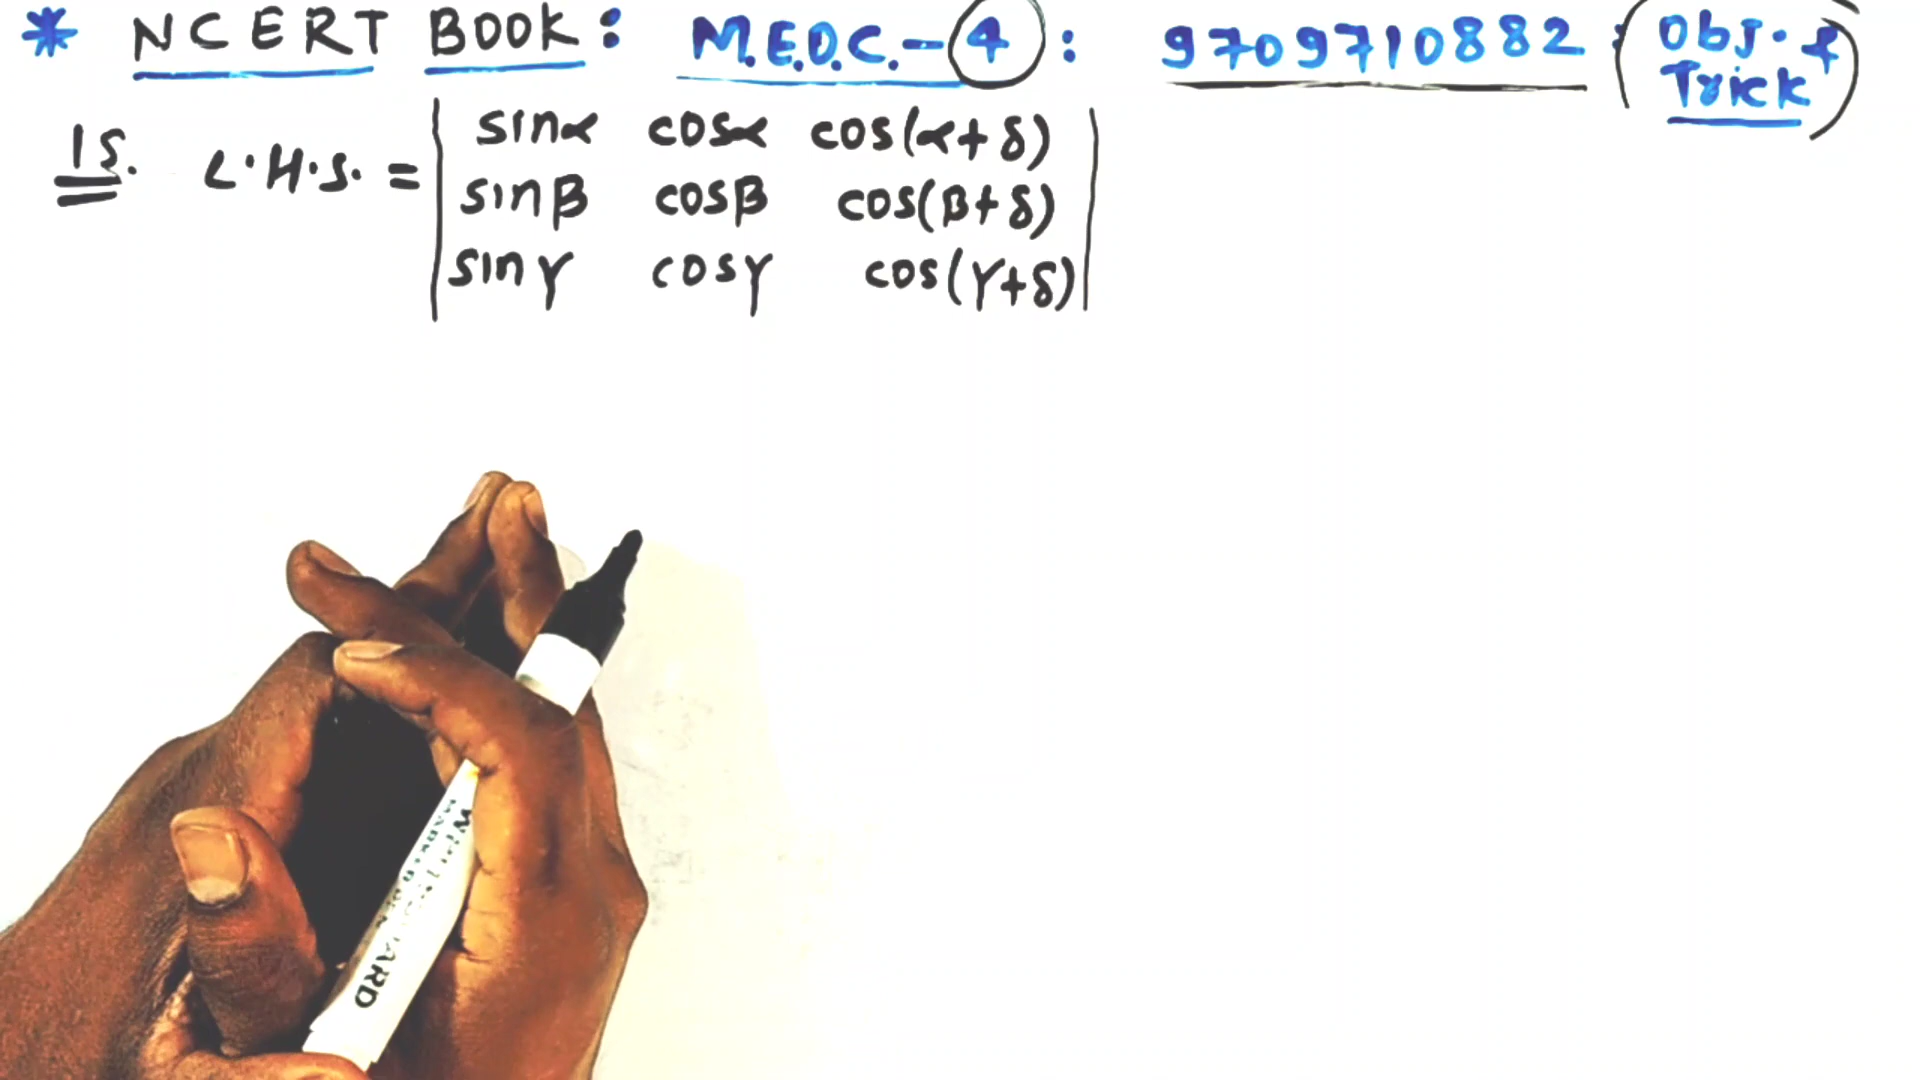 * NCERT BOOK: M.E.O.C.-4: 9709710882: Obj. &
Trick
15. L.H.S. = | sinα cosα cos(α+δ) |
| sinβ cosβ cos(β+δ) |
| sinγ cosγ cos(γ+δ) |